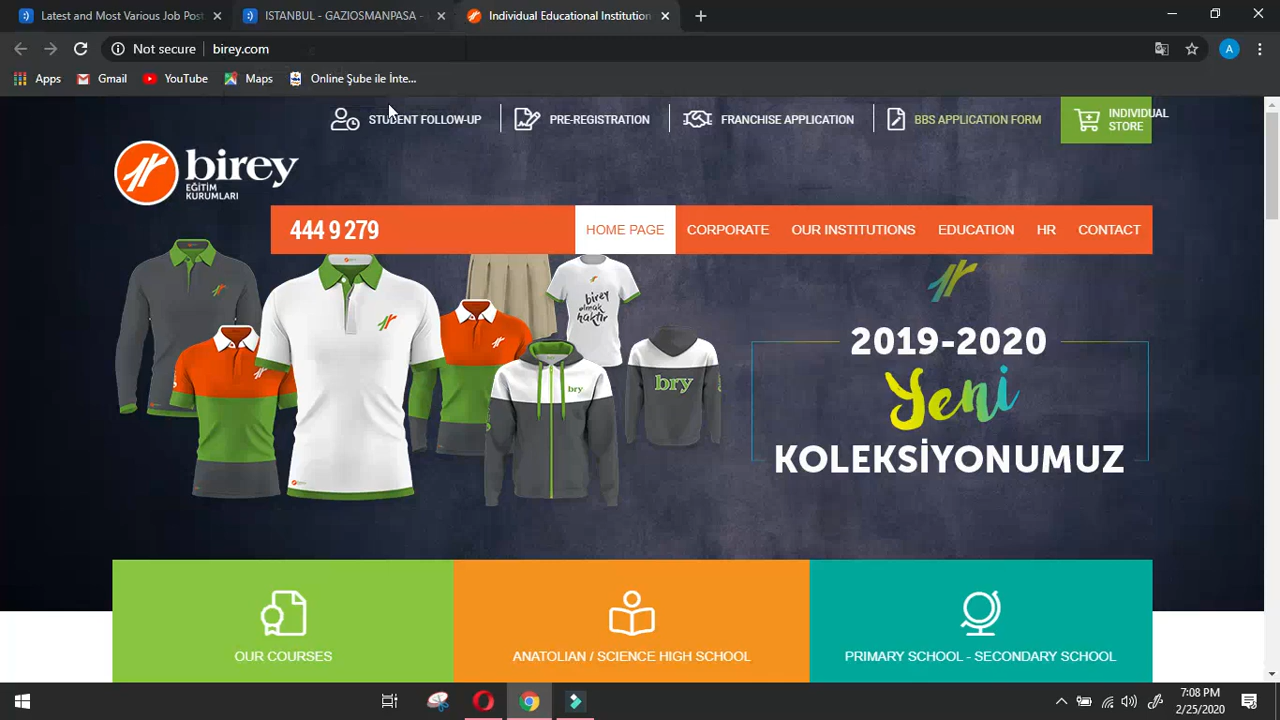 Latest and Most Various Job Post
ISTANBUL - GAZIOSMANPASA -
Individual Educational Institution
Not secure
birey.com
A
Apps
Gmail
YouTube
Maps
Online Şube ile İnte...
STUDENT FOLLOW-UP
PRE-REGISTRATION
FRANCHISE APPLICATION
BBS APPLICATION FORM
INDIVIDUAL
STORE
birey
EĞİTİM
KURUMLARI
444 9 279
HOME PAGE
CORPORATE
OUR INSTITUTIONS
EDUCATION
HR
CONTACT
birey
olmak
haktır
bry
bry
2019-2020
Yeni
KOLEKSİYONUMUZ
OUR COURSES
ANATOLIAN / SCIENCE HIGH SCHOOL
PRIMARY SCHOOL - SECONDARY SCHOOL
7:08 PM
2/25/2020